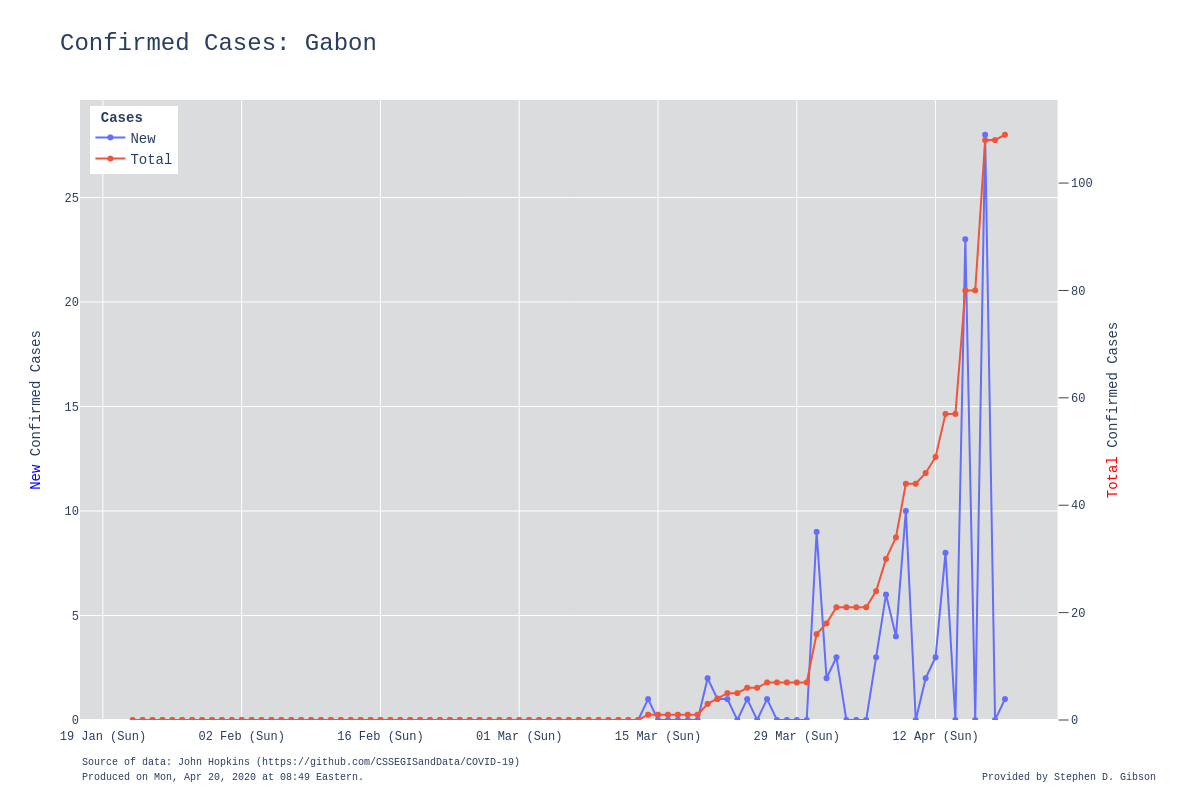 Confirmed Cases: Gabon
Cases
New
Total
25
20
15
10
5
0
100
80
60
40
20
0
New Confirmed Cases
Total Confirmed Cases
19 Jan (Sun) 02 Feb (Sun) 16 Feb (Sun) 01 Mar (Sun) 15 Mar (Sun) 29 Mar (Sun) 12 Apr (Sun)
Source of data: John Hopkins (https://github.com/CSSEGISandData/COVID-19)
Produced on Mon, Apr 20, 2020 at 08:49 Eastern.
Provided by Stephen D. Gibson